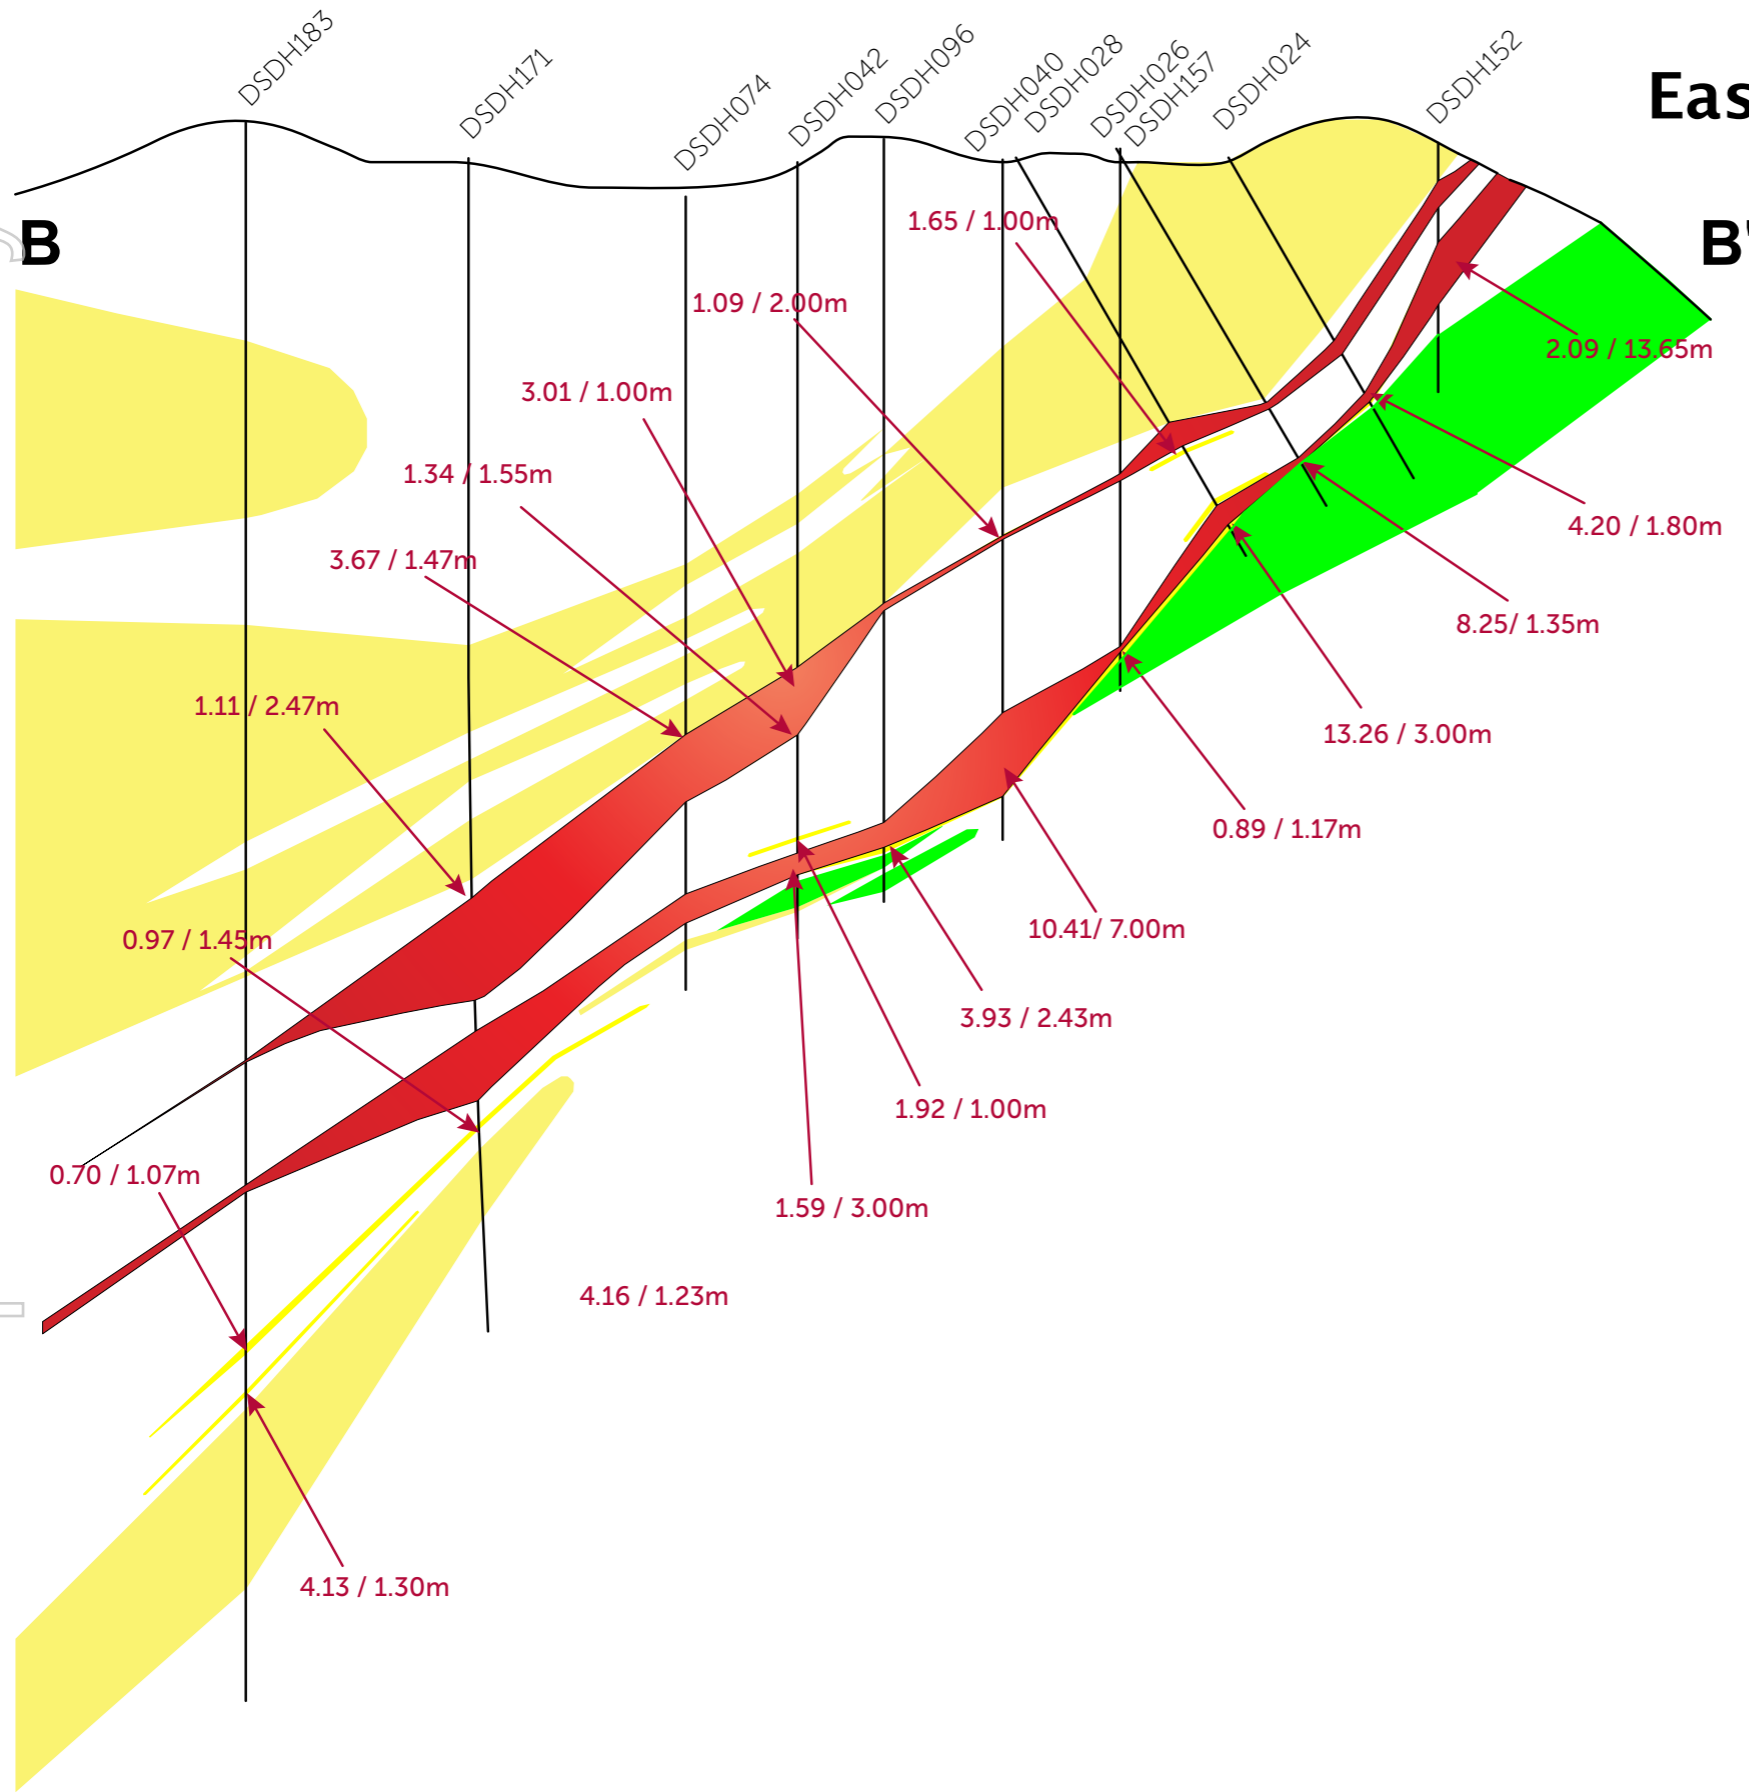 DSDH183
DSDH171
DSDH074
DSDH042
DSDH096
DSDH040
DSDH028
DSDH026
DSDH157
DSDH024
DSDH152
Eas
B
B'
1.65 / 1.00m
1.09 / 2.00m
2.09 / 13.65m
3.01 / 1.00m
1.34 / 1.55m
4.20 / 1.80m
3.67 / 1.47m
8.25/ 1.35m
1.11 / 2.47m
13.26 / 3.00m
0.89 / 1.17m
0.97 / 1.45m
10.41/ 7.00m
3.93 / 2.43m
1.92 / 1.00m
0.70 / 1.07m
1.59 / 3.00m
4.16 / 1.23m
4.13 / 1.30m